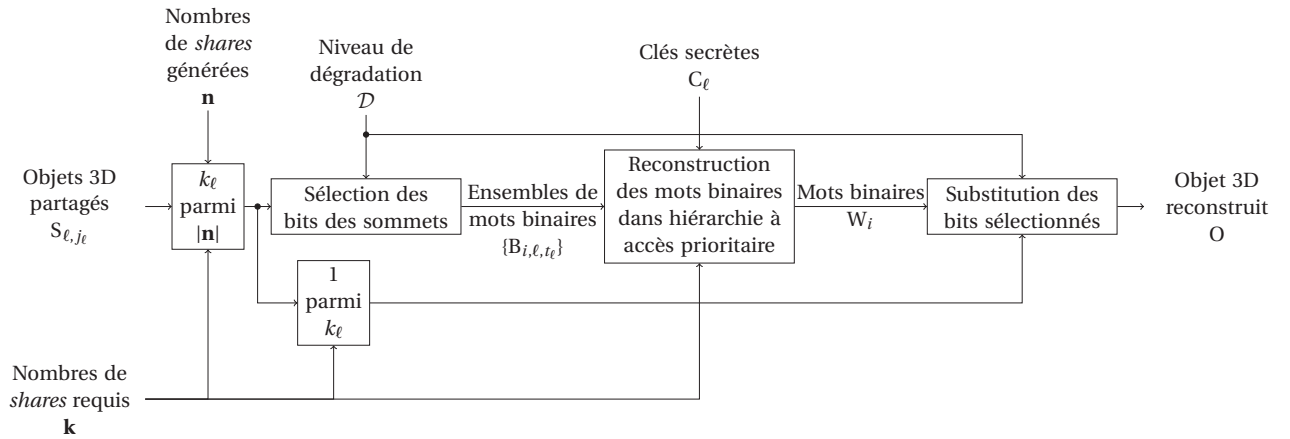 Nombres
de shares
générées
n
Niveau de
dégradation
𝒟
Clés secrètes
Cℓ
Objets 3D
partagés
Sℓ,jℓ
kℓ
parmi
|n|
Sélection des
bits des sommets
Ensembles de
mots binaires
{Bi,ℓ,tℓ}
Reconstruction
des mots binaires
dans hiérarchie à
accès prioritaire
Mots binaires
Wi
Substitution des
bits sélectionnés
Objet 3D
reconstruit
O
1
parmi
kℓ
Nombres de
shares requis
k